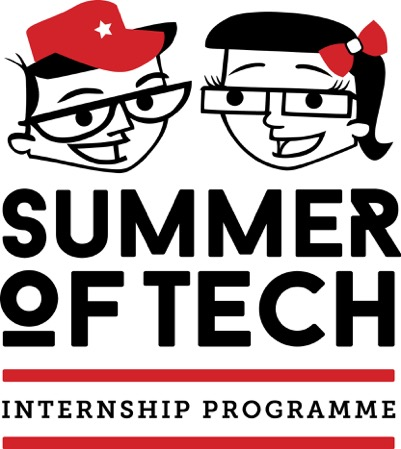 SUMMER
OF TECH
INTERNSHIP PROGRAMME